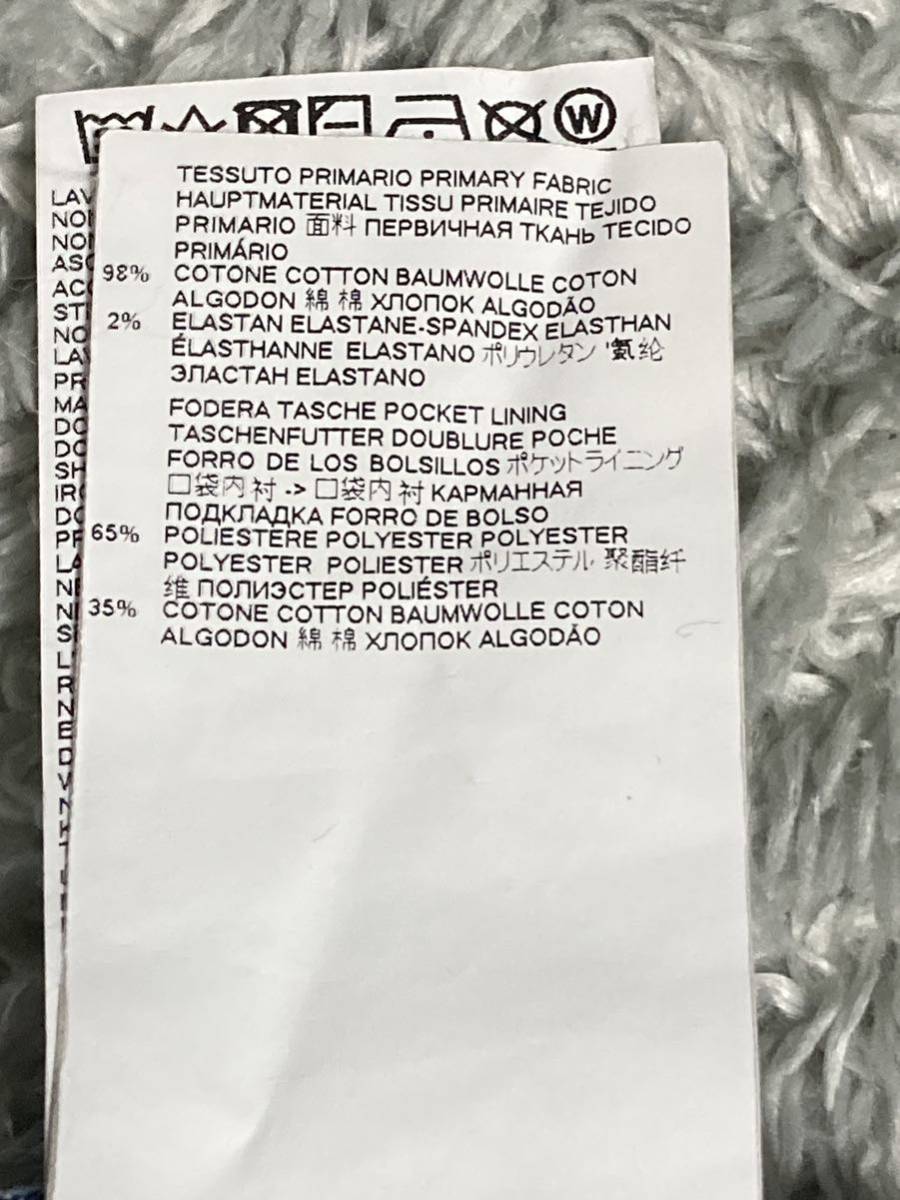 TESSUTO PRIMARIO PRIMARY FABRIC
HAUPTMATERIAL TISSU PRIMAIRE TEJIDO
PRIMARIO 面料 ПЕРВИЧНАЯ ТКАНЬ TECIDO
PRIMÁRIO
98% COTONE COTTON BAUMWOLLE COTON
ALGODON 綿 棉 ХЛОПОК ALGODÃO
2% ELASTAN ELASTANE-SPANDEX ELASTHAN
ÉLASTHANNE ELASTANO ポリウレタン '氨纶
ЭЛАСТАН ELASTANO
FODERA TASCHE POCKET LINING
TASCHENFUTTER DOUBLURE POCHE
FORRO DE LOS BOLSILLOS ポケットライニング
口袋内衬 -> 口袋内衬 КАРМАННАЯ
ПОДКЛАДКА FORRO DE BOLSO
65% POLIESTERE POLYESTER POLYESTER
POLYESTER POLIESTER ポリエステル 聚酯纤
维 ПОЛИЭСТЕР POLIÉSTER
35% COTONE COTTON BAUMWOLLE COTON
ALGODON 綿 棉 ХЛОПОК ALGODÃO
W